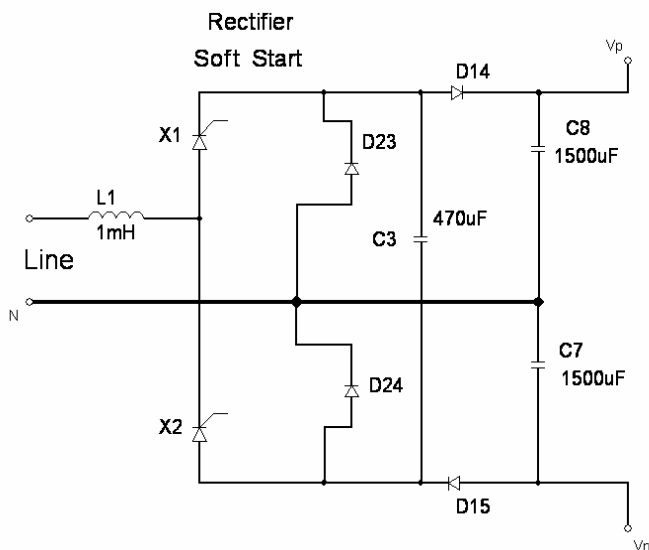 Rectifier
Soft Start
Vp
D14
X1
D23
C8
1500uF
L1
1mH
470uF
C3
Line
N
C7
1500uF
D24
X2
D15
Vn